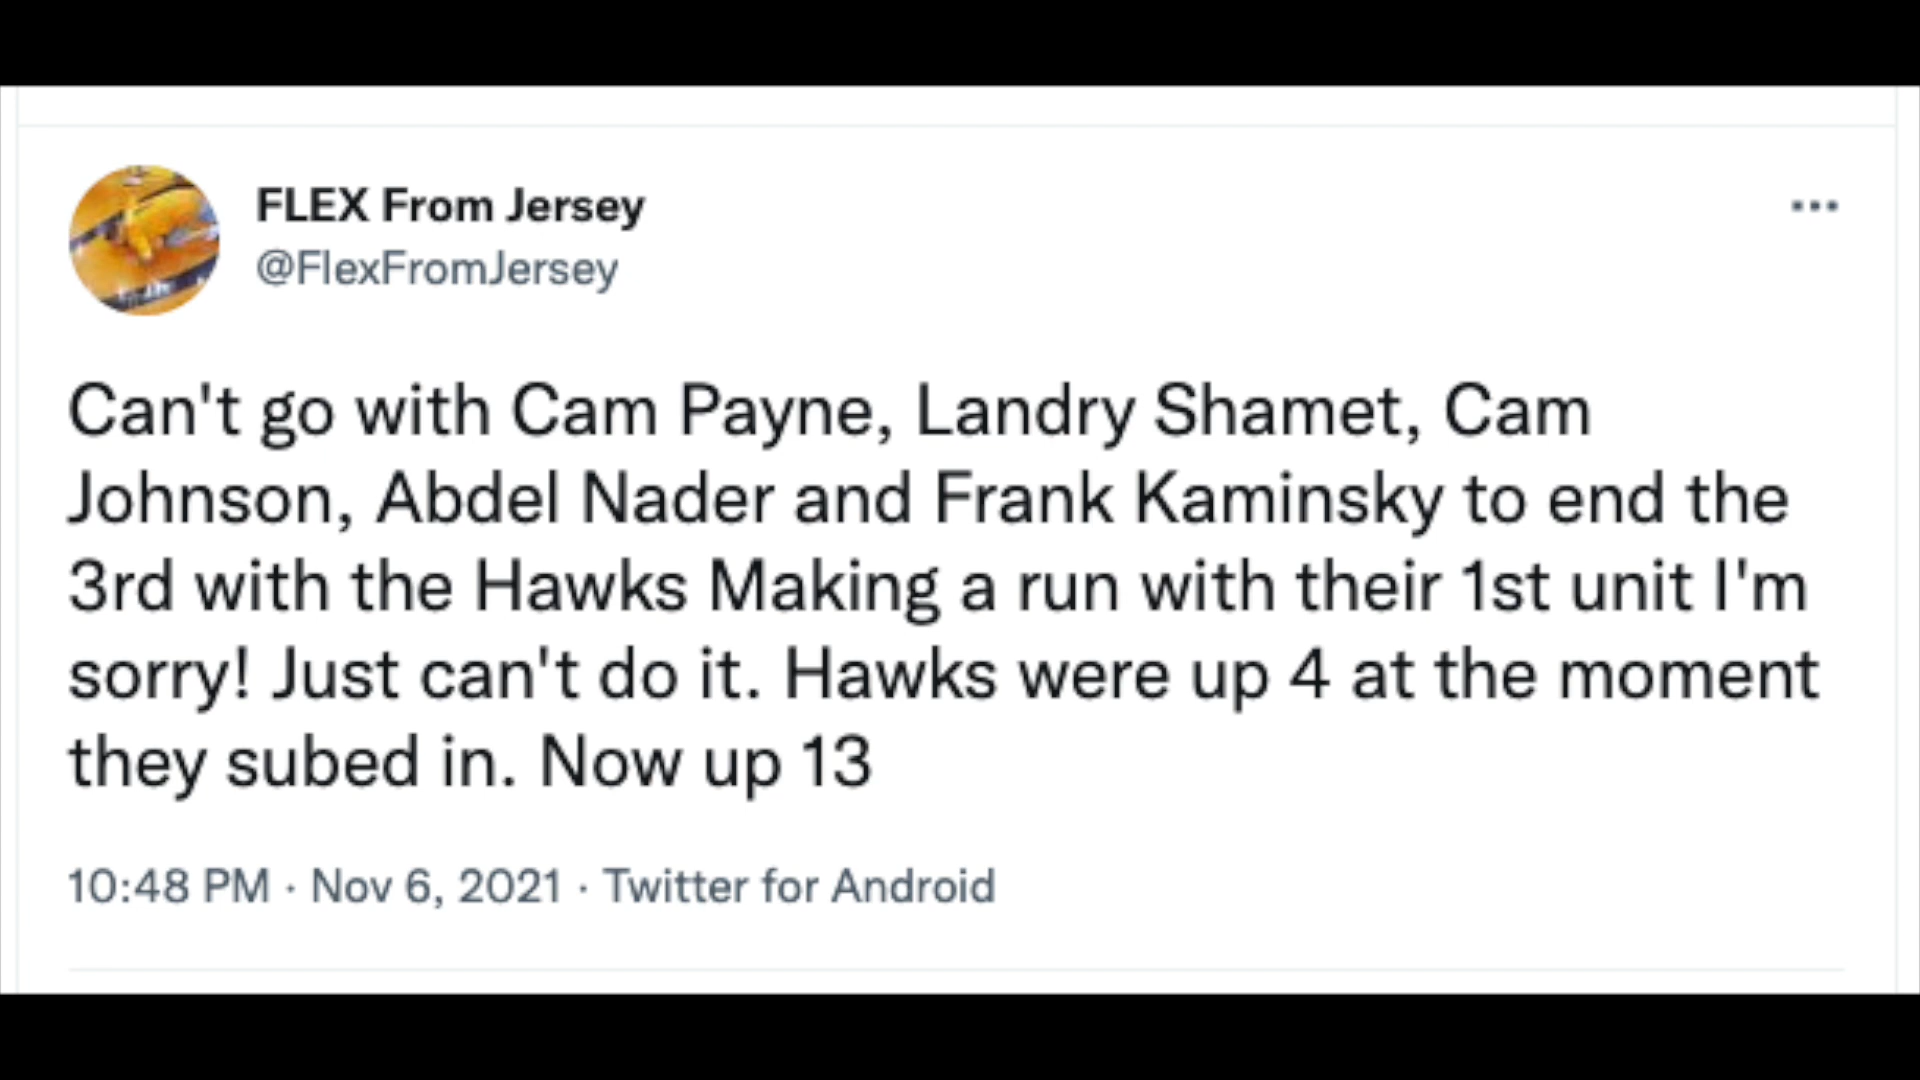 FLEX From Jersey
@FlexFromJersey
Can't go with Cam Payne, Landry Shamet, Cam
Johnson, Abdel Nader and Frank Kaminsky to end the
3rd with the Hawks Making a run with their 1st unit I'm
sorry! Just can't do it. Hawks were up 4 at the moment
they subed in. Now up 13
10:48 PM · Nov 6, 2021 · Twitter for Android